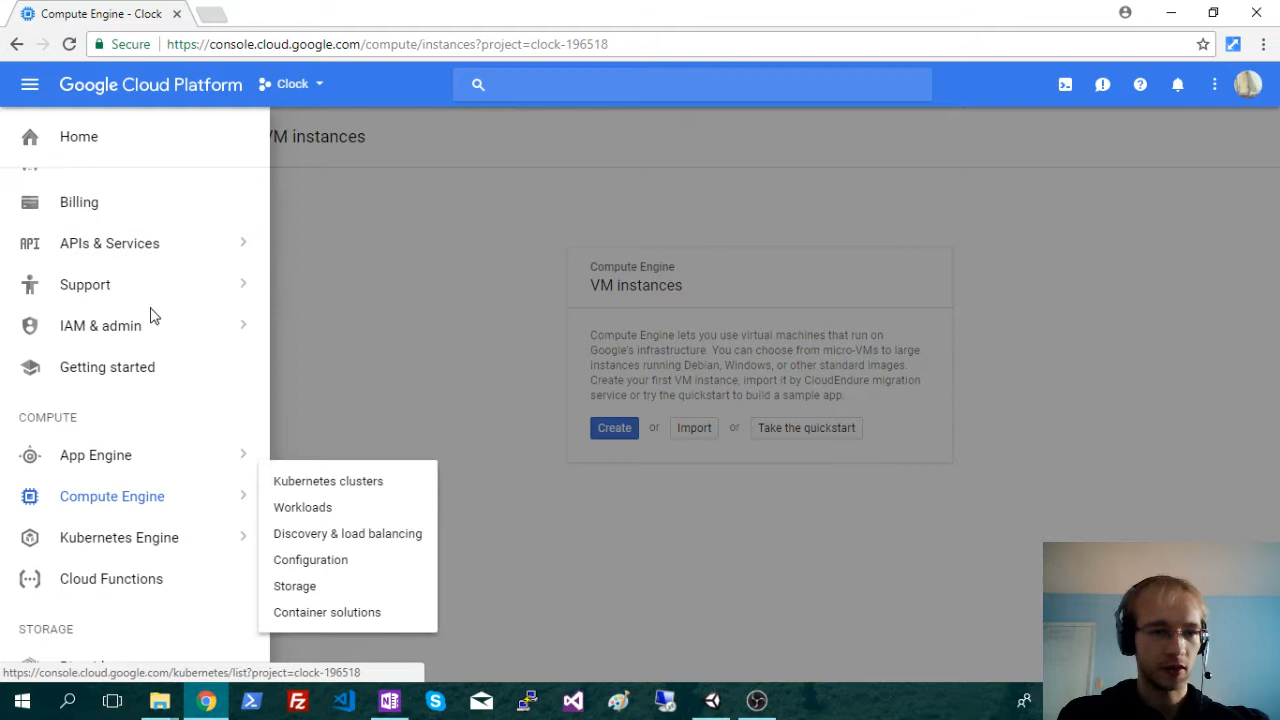 Compute Engine - Clock
Secure
https://console.cloud.google.com/compute/instances?project=clock-196518
Google Cloud Platform
Clock
Home
VM instances
Billing
API
APIs & Services
Support
IAM & admin
Getting started
COMPUTE
App Engine
Compute Engine
Kubernetes Engine
Cloud Functions
STORAGE
Kubernetes clusters
Workloads
Discovery & load balancing
Configuration
Storage
Container solutions
Compute Engine
VM instances
Compute Engine lets you use virtual machines that run on
Google's infrastructure. You can choose from micro-VMs to large
instances running Debian, Windows, or other standard images.
Create your first VM instance, import it by CloudEndure migration
service or try the quickstart to build a sample app.
Create or Import or Take the quickstart
https://console.cloud.google.com/kubernetes/list?project=clock-196518